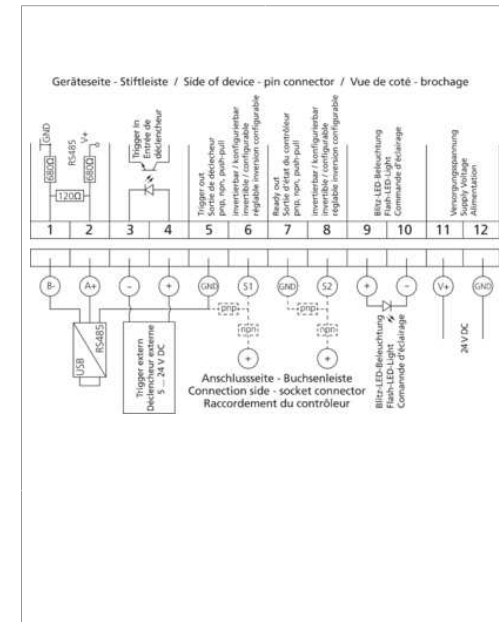 Geräteseite - Stiftleiste / Side of device - pin connector / Vue de coté - brochage
GND
680Ω
RS485
120Ω
680Ω
V+
Trigger in
Entrée de
déclencheur
Trigger out
Sortie de déclecheur
pnp, npn, push-pull
invertierbar / konfigurierbar
invertible / configurable
réglable inversion configurable
Ready out
Sortie d'état du contrôleur
pnp, npn, push-pull
invertierbar / konfigurierbar
invertible / configurable
réglable inversion configurable
Blitz-LED-Beleuchtung
Flash-LED-Light
Commande d'éclairage
Versorgungsspannung
Supply Voltage
Alimentation
1 2 3 4 5 6 7 8 9 10 11 12
B- A+ − + GND S1 GND S2 + − V+ GND
pnp
npn
+
pnp
npn
+
USB
RS485
Trigger extern
Déclencheur externe
5 ... 24 V DC
Blitz-LED-Beleuchtung
Flash-LED-Light
Comannde d'éclairage
24 V DC
Anschlussseite - Buchsenleiste
Connection side - socket connector
Raccordement du contrôleur